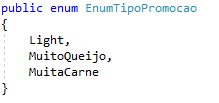 public enum EnumTipoPromocao
{
    Light,
    MuitoQueijo,
    MuitaCarne
}